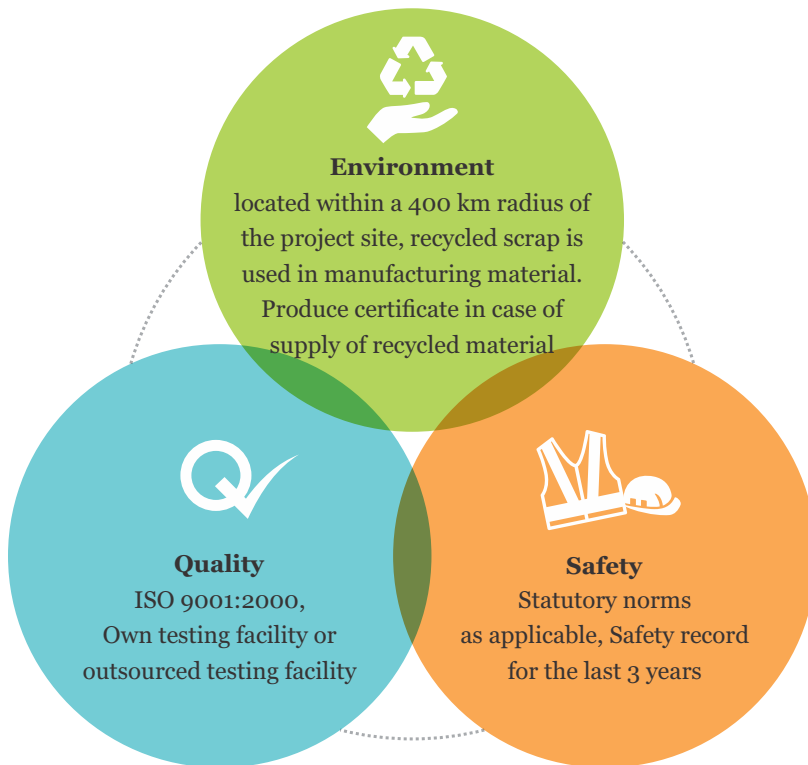 Environment
located within a 400 km radius of
the project site, recycled scrap is
used in manufacturing material.
Produce certificate in case of
supply of recycled material
Quality
ISO 9001:2000,
Own testing facility or
outsourced testing facility
Safety
Statutory norms
as applicable, Safety record
for the last 3 years